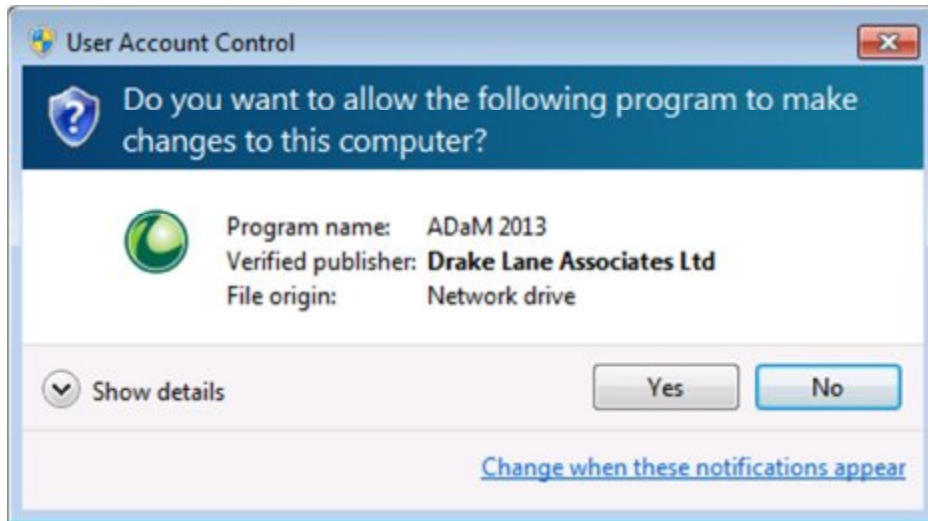 User Account Control
Do you want to allow the following program to make
changes to this computer?
Program name: ADaM 2013
Verified publisher: Drake Lane Associates Ltd
File origin: Network drive
Show details
Yes
No
Change when these notifications appear